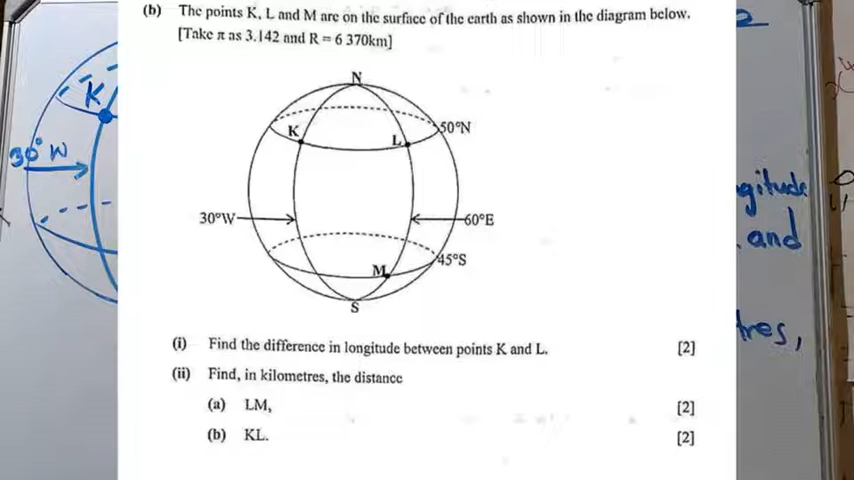 (b) The points K, L and M are on the surface of the earth as shown in the diagram below.
[Take π as 3.142 and R = 6 370km]
N
K
L
50°N
30°W
60°E
M
45°S
S
(i) Find the difference in longitude between points K and L. [2]
(ii) Find, in kilometres, the distance
(a) LM, [2]
(b) KL. [2]
K
30°W
gitude
and
tres,